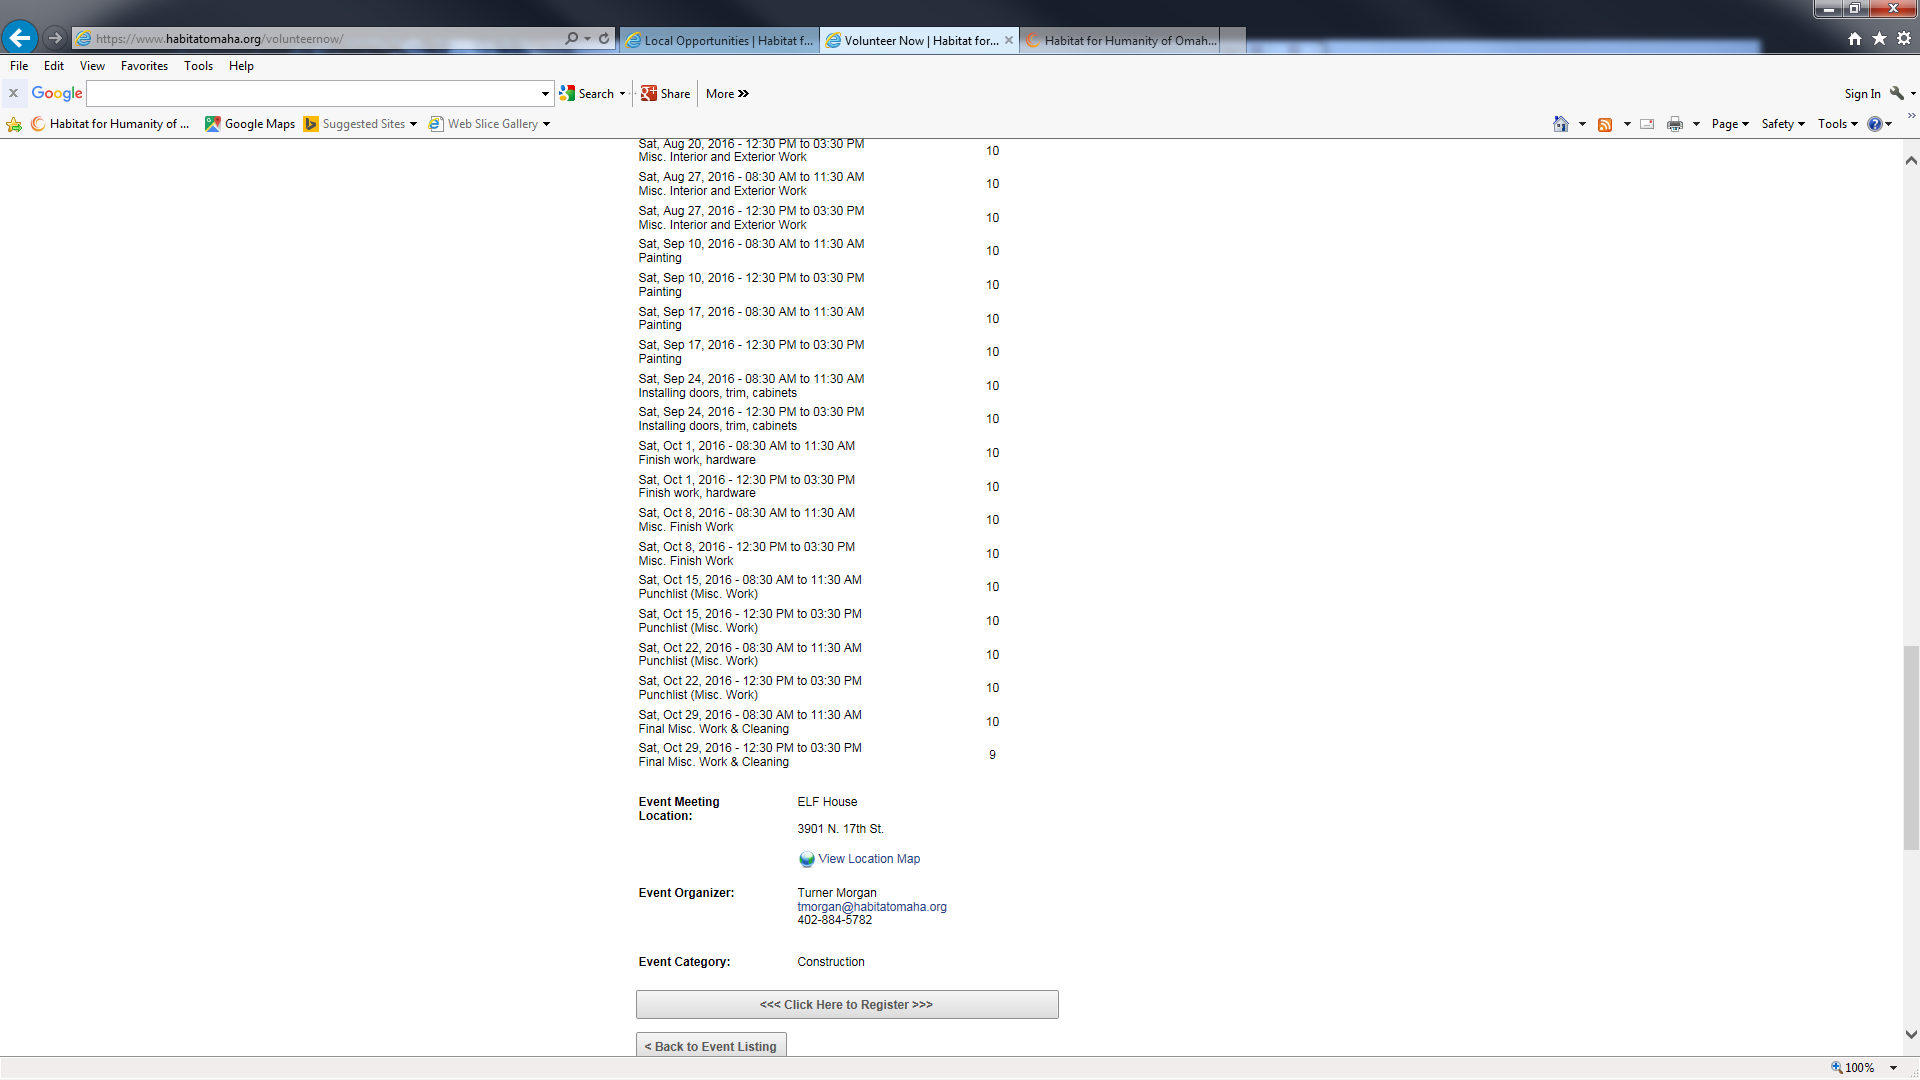 https://www.habitatomaha.org/volunteernow/
Local Opportunities | Habitat f...
Volunteer Now | Habitat for...
Habitat for Humanity of Omah...
File Edit View Favorites Tools Help
x Google Search Share More »
Sign In
Habitat for Humanity of ... Google Maps Suggested Sites Web Slice Gallery
Page Safety Tools
Sat, Aug 20, 2016 - 12:30 PM to 03:30 PM
Misc. Interior and Exterior Work
10
Sat, Aug 27, 2016 - 08:30 AM to 11:30 AM
Misc. Interior and Exterior Work
10
Sat, Aug 27, 2016 - 12:30 PM to 03:30 PM
Misc. Interior and Exterior Work
10
Sat, Sep 10, 2016 - 08:30 AM to 11:30 AM
Painting
10
Sat, Sep 10, 2016 - 12:30 PM to 03:30 PM
Painting
10
Sat, Sep 17, 2016 - 08:30 AM to 11:30 AM
Painting
10
Sat, Sep 17, 2016 - 12:30 PM to 03:30 PM
Painting
10
Sat, Sep 24, 2016 - 08:30 AM to 11:30 AM
Installing doors, trim, cabinets
10
Sat, Sep 24, 2016 - 12:30 PM to 03:30 PM
Installing doors, trim, cabinets
10
Sat, Oct 1, 2016 - 08:30 AM to 11:30 AM
Finish work, hardware
10
Sat, Oct 1, 2016 - 12:30 PM to 03:30 PM
Finish work, hardware
10
Sat, Oct 8, 2016 - 08:30 AM to 11:30 AM
Misc. Finish Work
10
Sat, Oct 8, 2016 - 12:30 PM to 03:30 PM
Misc. Finish Work
10
Sat, Oct 15, 2016 - 08:30 AM to 11:30 AM
Punchlist (Misc. Work)
10
Sat, Oct 15, 2016 - 12:30 PM to 03:30 PM
Punchlist (Misc. Work)
10
Sat, Oct 22, 2016 - 08:30 AM to 11:30 AM
Punchlist (Misc. Work)
10
Sat, Oct 22, 2016 - 12:30 PM to 03:30 PM
Punchlist (Misc. Work)
10
Sat, Oct 29, 2016 - 08:30 AM to 11:30 AM
Final Misc. Work & Cleaning
10
Sat, Oct 29, 2016 - 12:30 PM to 03:30 PM
Final Misc. Work & Cleaning
9
Event Meeting
Location:
ELF House
3901 N. 17th St.
View Location Map
Event Organizer:
Turner Morgan
tmorgan@habitatomaha.org
402-884-5782
Event Category:
Construction
<<< Click Here to Register >>>
< Back to Event Listing
100%